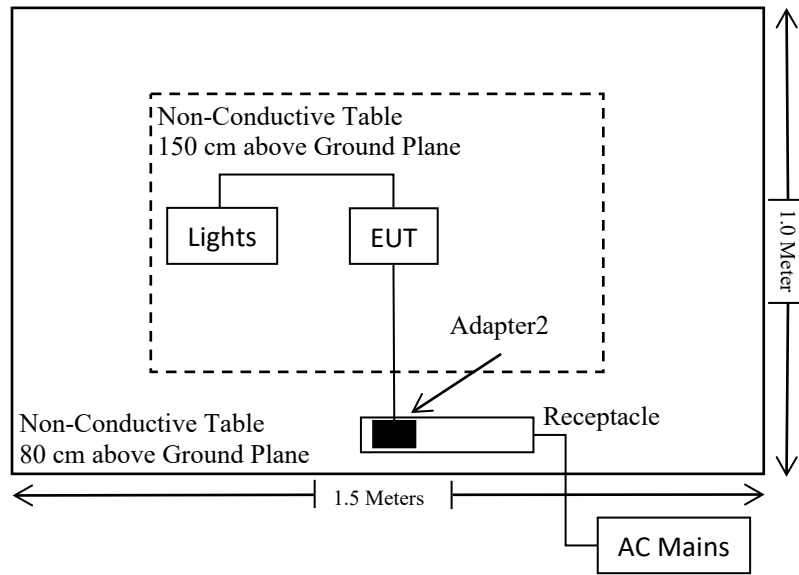 Non-Conductive Table
150 cm above Ground Plane
Lights
EUT
Adapter2
1.0 Meter
Non-Conductive Table
80 cm above Ground Plane
Receptacle
1.5 Meters
AC Mains